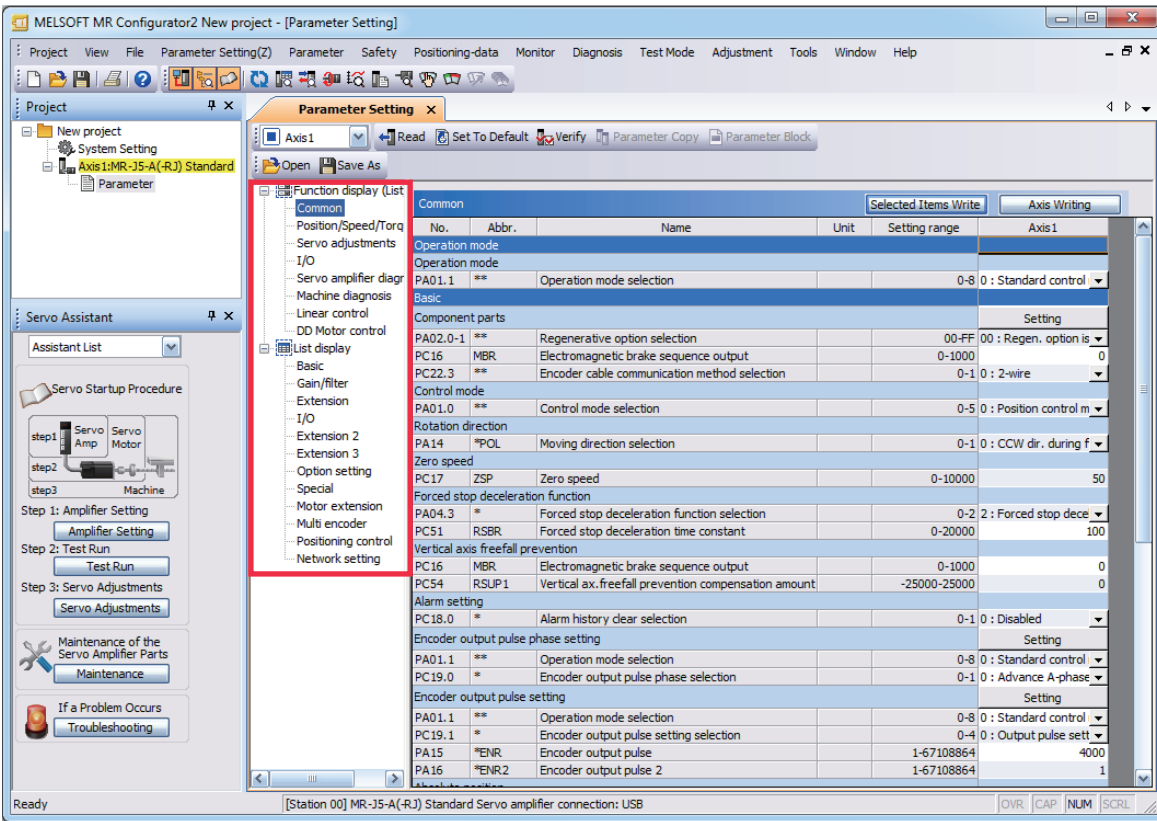 MELSOFT MR Configurator2 New project - [Parameter Setting]
Project View File Parameter Setting(Z) Parameter Safety Positioning-data Monitor Diagnosis Test Mode Adjustment Tools Window Help
Project
New project
System Setting
Axis1:MR-J5-A(-RJ) Standard
Parameter
Servo Assistant
Assistant List
Servo Startup Procedure
step1
Servo Amp
Servo Motor
step2
step3
Machine
Step 1: Amplifier Setting
Amplifier Setting
Step 2: Test Run
Test Run
Step 3: Servo Adjustments
Servo Adjustments
Maintenance of the
Servo Amplifier Parts
Maintenance
If a Problem Occurs
Troubleshooting
Parameter Setting
Axis1 Read Set To Default Verify Parameter Copy Parameter Block
Open Save As
Function display (List
Common
Position/Speed/Torq
Servo adjustments
I/O
Servo amplifier diagr
Machine diagnosis
Linear control
DD Motor control
List display
Basic
Gain/filter
Extension
I/O
Extension 2
Extension 3
Option setting
Special
Motor extension
Multi encoder
Positioning control
Network setting
Common Selected Items Write Axis Writing
No. Abbr. Name Unit Setting range Axis1
Operation mode
Operation mode
PA01.1 ** Operation mode selection 0-8 0 : Standard control
Basic
Component parts Setting
PA02.0-1 ** Regenerative option selection 00-FF 00 : Regen. option is
PC16 MBR Electromagnetic brake sequence output 0-1000 0
PC22.3 ** Encoder cable communication method selection 0-1 0 : 2-wire
Control mode
PA01.0 ** Control mode selection 0-5 0 : Position control m
Rotation direction
PA14 *POL Moving direction selection 0-1 0 : CCW dir. during f
Zero speed
PC17 ZSP Zero speed 0-10000 50
Forced stop deceleration function
PA04.3 * Forced stop deceleration function selection 0-2 2 : Forced stop dece
PC51 RSBR Forced stop deceleration time constant 0-20000 100
Vertical axis freefall prevention
PC16 MBR Electromagnetic brake sequence output 0-1000 0
PC54 RSUP1 Vertical ax.freefall prevention compensation amount -25000-25000 0
Alarm setting
PC18.0 * Alarm history clear selection 0-1 0 : Disabled
Encoder output pulse phase setting Setting
PA01.1 ** Operation mode selection 0-8 0 : Standard control
PC19.0 * Encoder output pulse phase selection 0-1 0 : Advance A-phase
Encoder output pulse setting Setting
PA01.1 ** Operation mode selection 0-8 0 : Standard control
PC19.1 * Encoder output pulse setting selection 0-4 0 : Output pulse sett
PA15 *ENR Encoder output pulse 1-67108864 4000
PA16 *ENR2 Encoder output pulse 2 1-67108864 1
Absolute position
Ready [Station 00] MR-J5-A(-RJ) Standard Servo amplifier connection: USB OVR CAP NUM SCRL